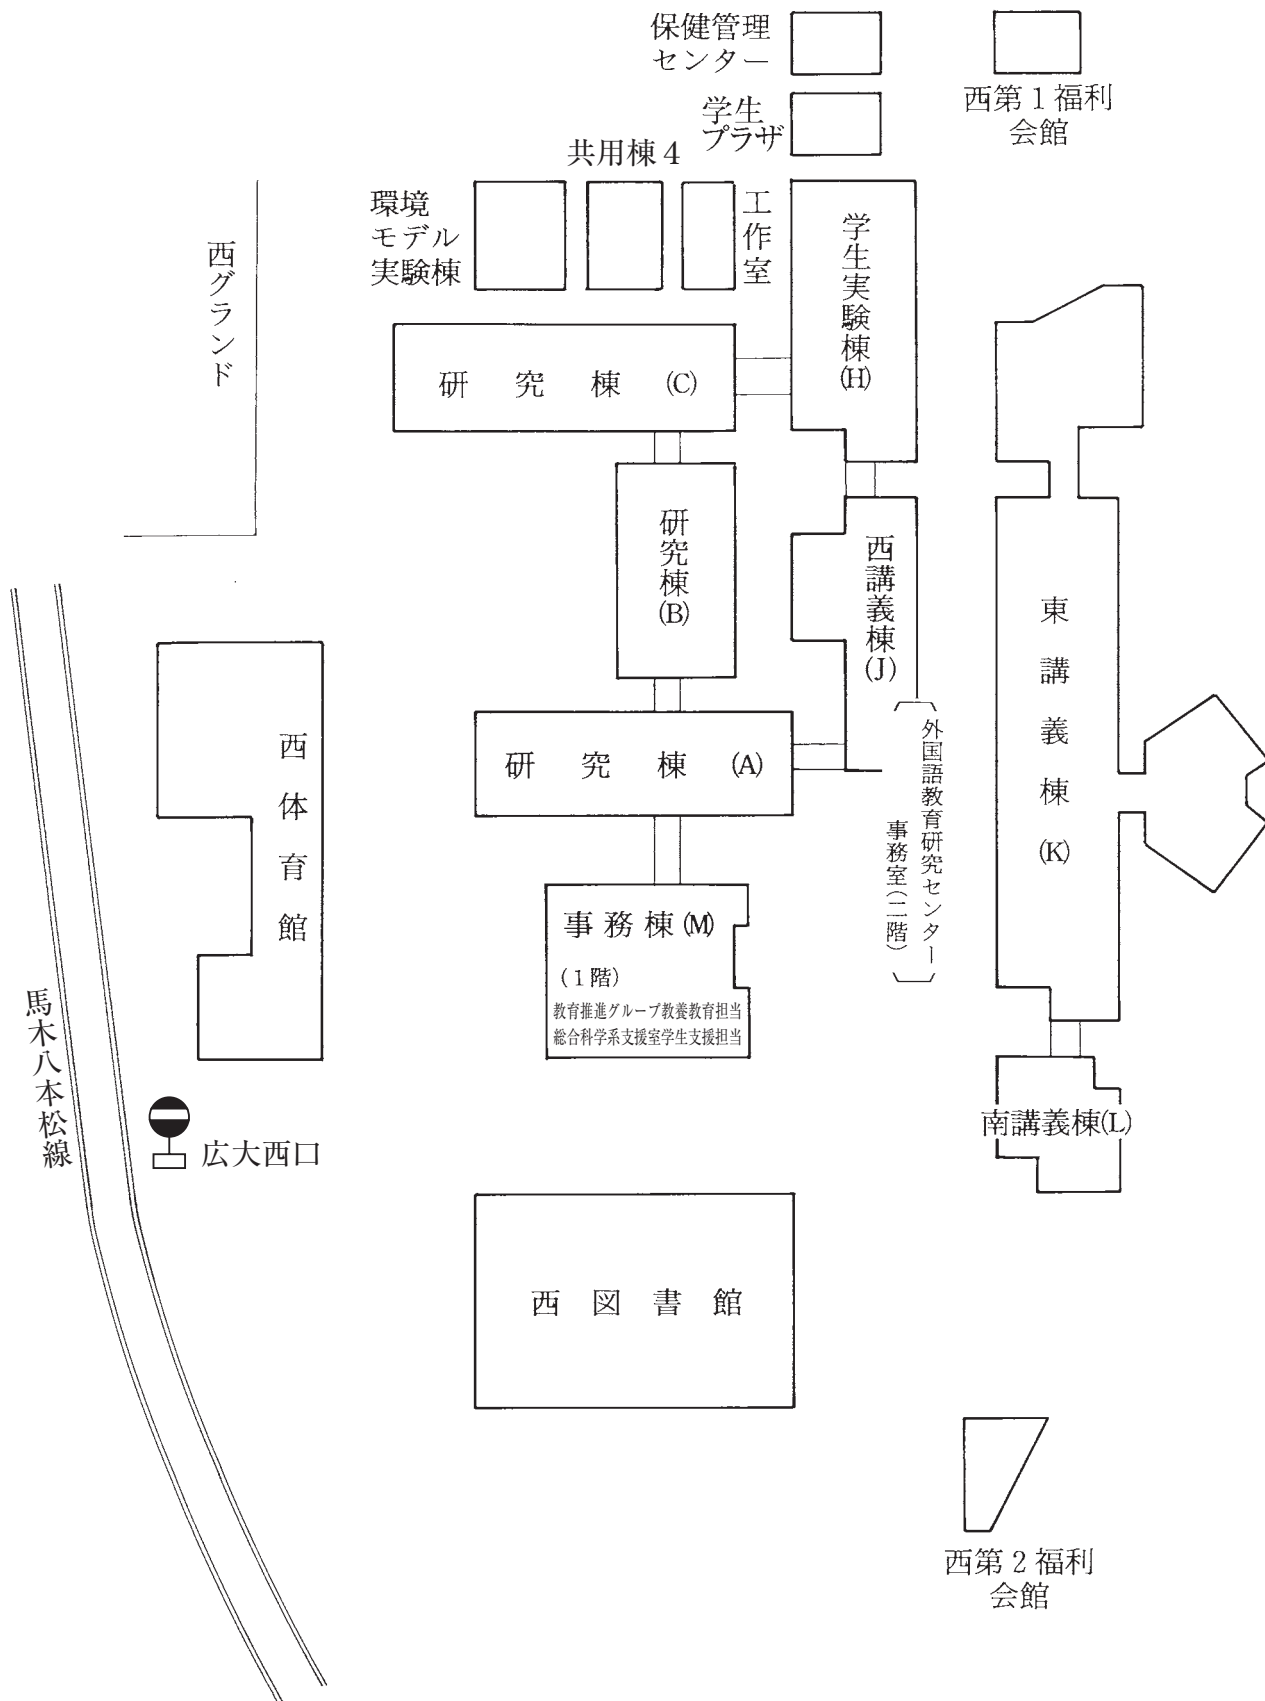 保健管理
センター
西第1福利
会館
学生
プラザ
共用棟4
環境
モデル
実験棟
工作室
学生実験棟(H)
西グランド
研究棟(C)
研究棟(B)
西講義棟(J)
東講義棟(K)
研究棟(A)
外国語教育研究センター
事務室(二階)
西体育館
事務棟(M)
(1階)
教育推進グループ教養教育担当
総合科学系支援室学生支援担当
馬木八本松線
広大西口
南講義棟(L)
西図書館
西第2福利
会館